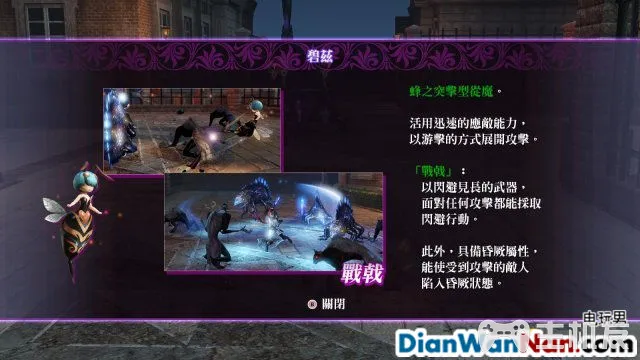 碧茲
蜂之突擊型從魔。
活用迅速的應敵能力，
以游擊的方式展開攻擊。
「戰戟」：
以閃避見長的武器，
面對任何攻擊都能採取
閃避行動。
此外，具備昏厥屬性，
能使受到攻擊的敵人
陷入昏厥狀態。
戰戟
關閉
电玩男
DianWanNan.com